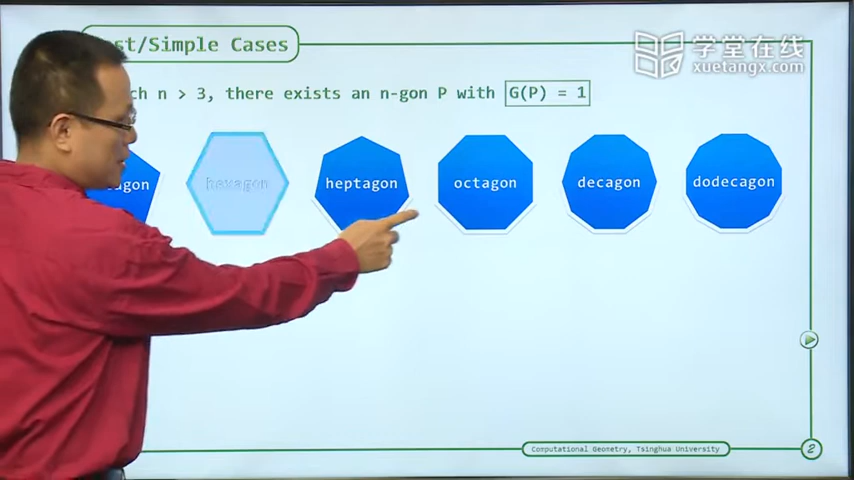 st/Simple Cases
学堂在线
xuetangx.com
ch n > 3, there exists an n-gon P with G(P) = 1
agon
hexagon
heptagon
octagon
decagon
dodecagon
Computational Geometry, Tsinghua University
2